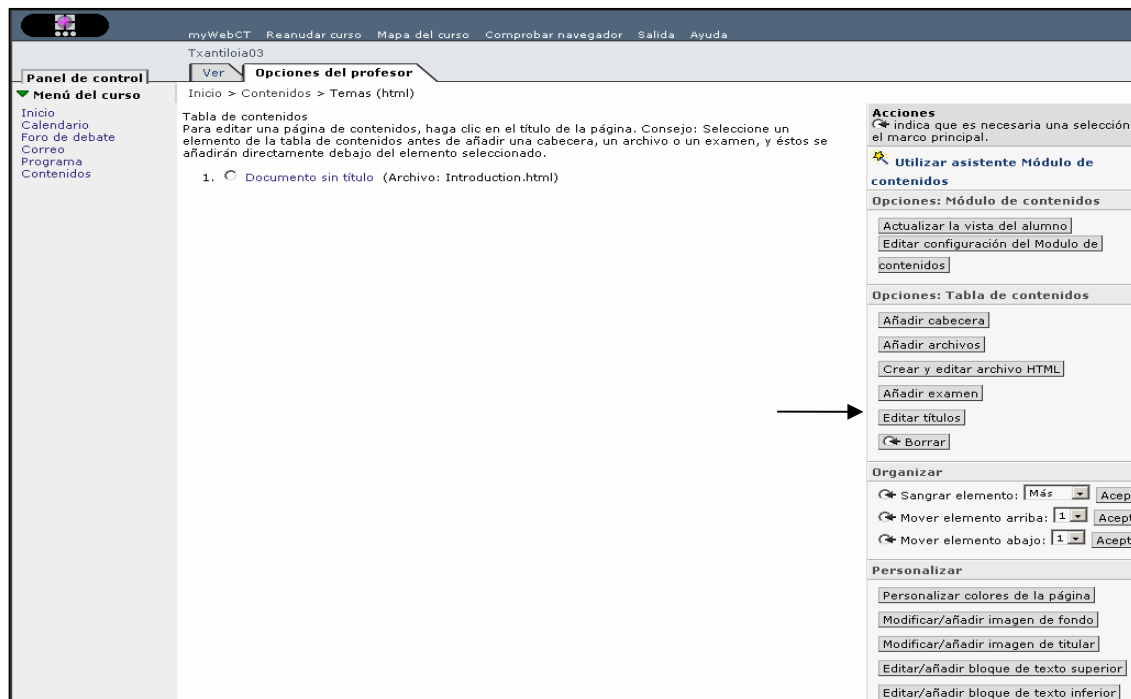 myWebCT Reanudar curso Mapa del curso Comprobar navegador Salida Ayuda
Txantiloia03
Panel de control
Ver Opciones del profesor
Menú del curso
Inicio
Calendario
Foro de debate
Correo
Programa
Contenidos
Inicio > Contenidos > Temas (html)
Tabla de contenidos
Para editar una página de contenidos, haga clic en el título de la página. Consejo: Seleccione un
elemento de la tabla de contenidos antes de añadir una cabecera, un archivo o un examen, y éstos se
añadirán directamente debajo del elemento seleccionado.
1. Documento sin título (Archivo: Introduction.html)
Acciones
indica que es necesaria una selección
el marco principal.
Utilizar asistente Módulo de
contenidos
Opciones: Módulo de contenidos
Actualizar la vista del alumno
Editar configuración del Modulo de
contenidos
Opciones: Tabla de contenidos
Añadir cabecera
Añadir archivos
Crear y editar archivo HTML
Añadir examen
Editar títulos
Borrar
Organizar
Sangrar elemento: Más Acep
Mover elemento arriba: 1 Acept
Mover elemento abajo: 1 Acept
Personalizar
Personalizar colores de la página
Modificar/añadir imagen de fondo
Modificar/añadir imagen de titular
Editar/añadir bloque de texto superior
Editar/añadir bloque de texto inferior